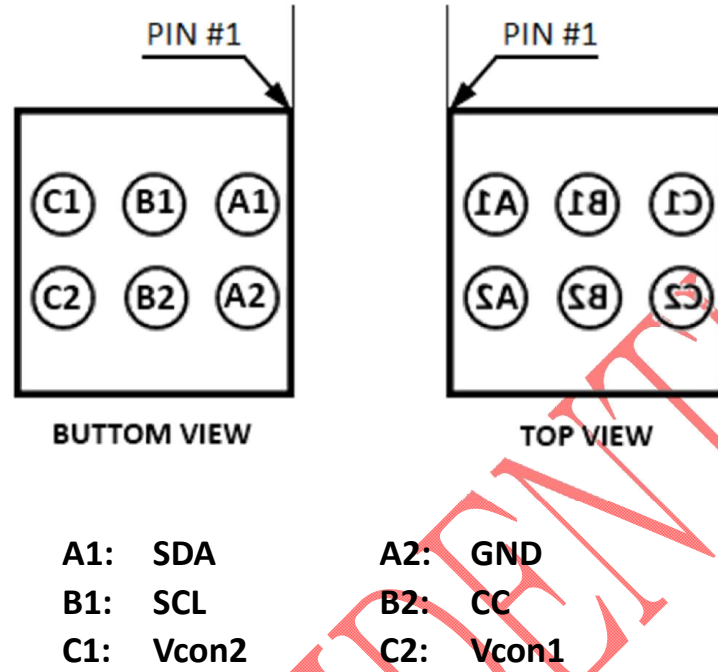 PIN #1 PIN #1
C1 B1 A1 A1 B1 C1
C2 B2 A2 A2 B2 C2
BUTTOM VIEW TOP VIEW
A1: SDA A2: GND
B1: SCL B2: CC
C1: Vcon2 C2: Vcon1